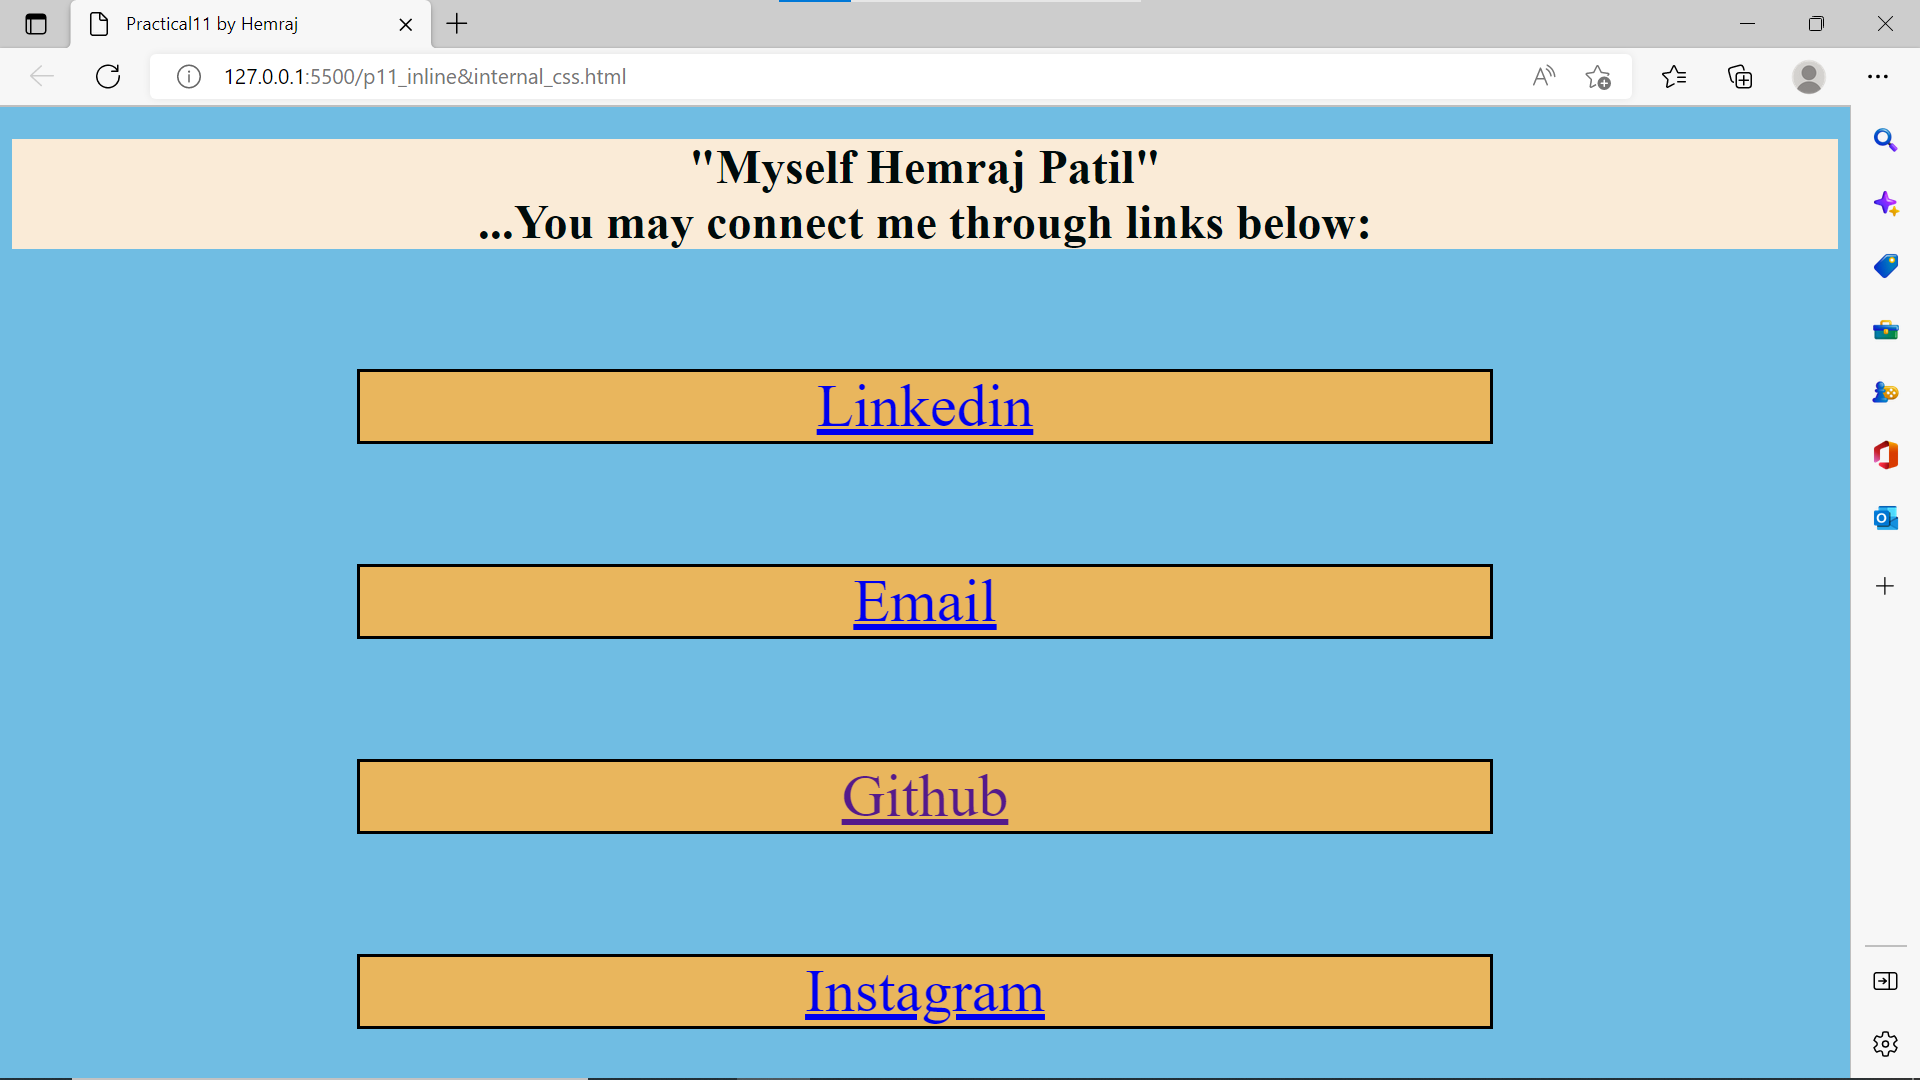 Practical11 by Hemraj
127.0.0.1:5500/p11_inline&internal_css.html
"Myself Hemraj Patil"
...You may connect me through links below:
Linkedin
Email
Github
Instagram